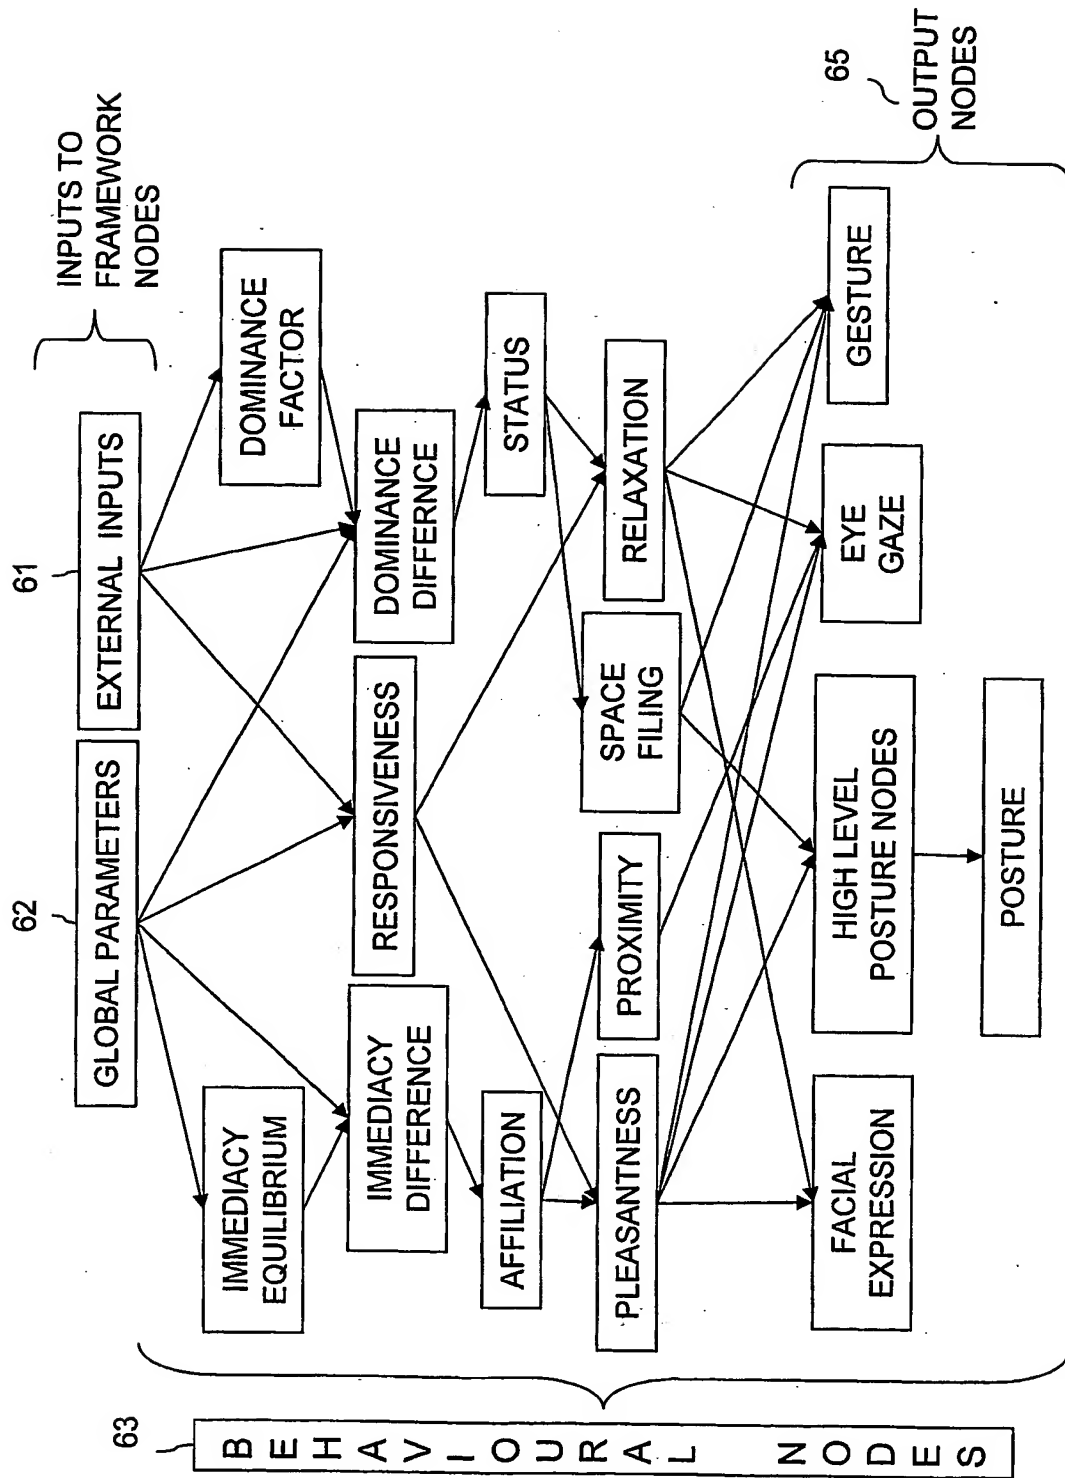 INPUTS TO
FRAMEWORK
NODES
62
61
GLOBAL PARAMETERS
EXTERNAL INPUTS
IMMEDIACY
EQUILIBRIUM
DOMINANCE
FACTOR
IMMEDIACY
DIFFERENCE
RESPONSIVENESS
DOMINANCE
DIFFERNCE
AFFILIATION
STATUS
PLEASANTNESS
PROXIMITY
SPACE
FILING
RELAXATION
FACIAL
EXPRESSION
HIGH LEVEL
POSTURE NODES
EYE
GAZE
GESTURE
POSTURE
65
OUTPUT
NODES
63
BEHAVIOURAL NODES